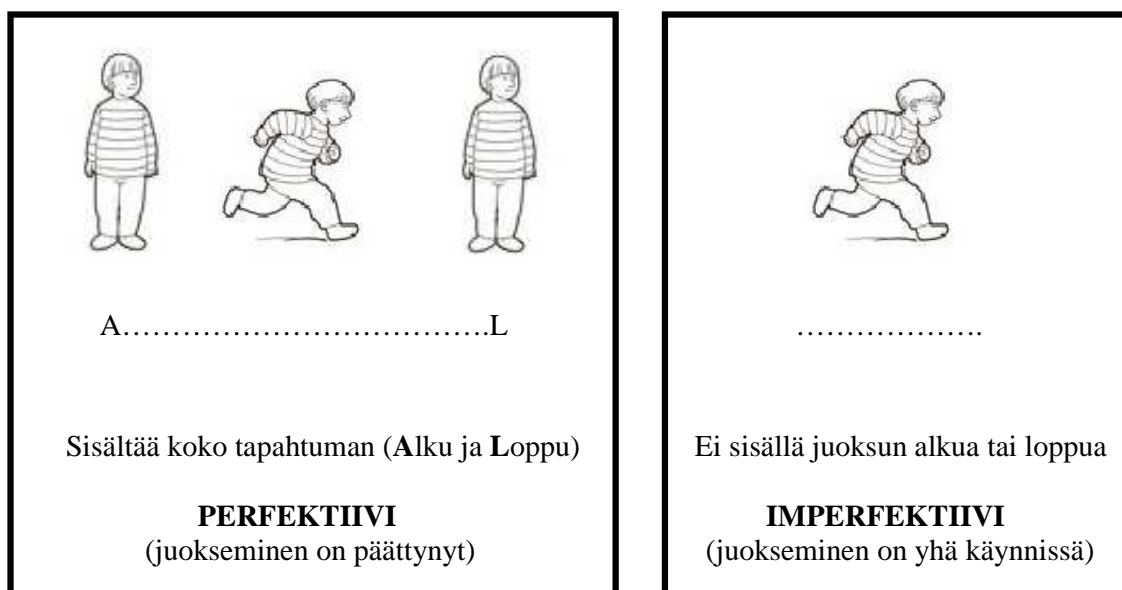 A……………………………….L
Sisältää koko tapahtuman (Alku ja Loppu)
PERFEKTIIVI
(juokseminen on päättynyt)
……………….
Ei sisällä juoksun alkua tai loppua
IMPERFEKTIIVI
(juokseminen on yhä käynnissä)